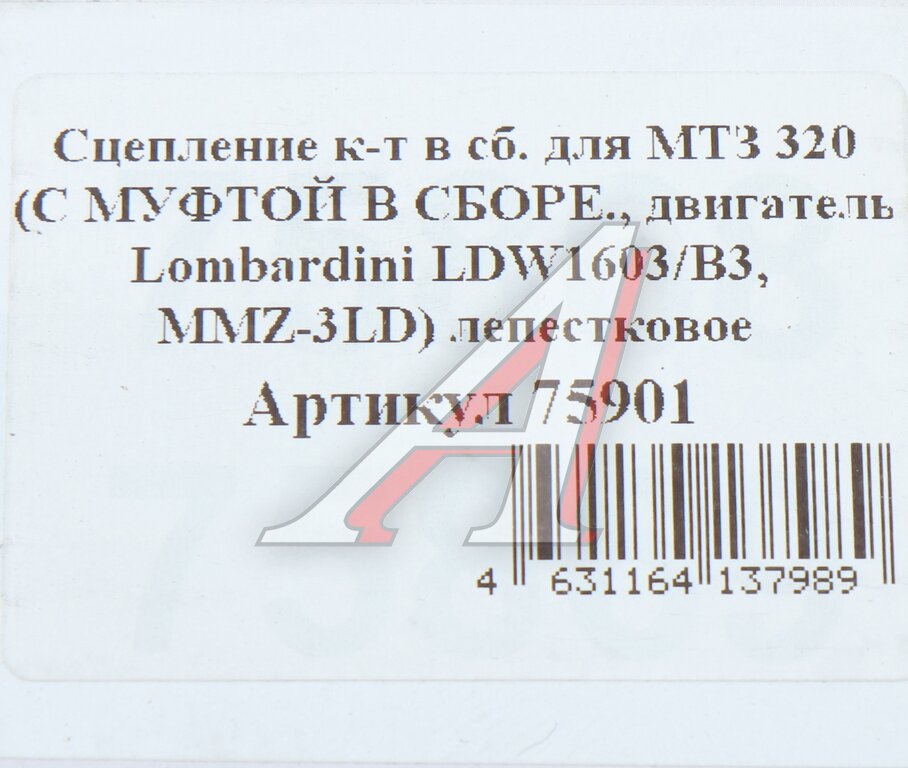 Сцепление к-т в сб. для МТЗ 320
(С МУФТОЙ В СБОРЕ., двигатель
Lombardini LDW1603/B3,
MMZ-3LD) лепестковое
Артикул 75901
4 631164 137989